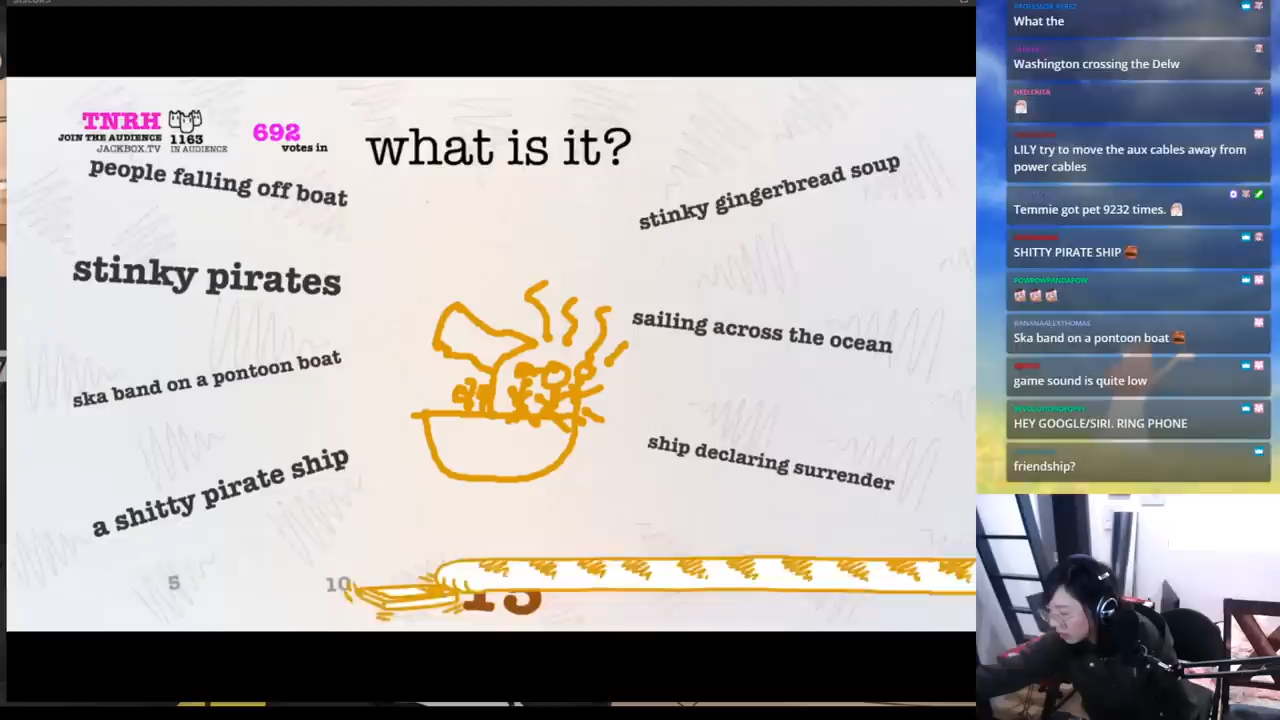 TNRH
JOIN THE AUDIENCE
JACKBOX.TV
1163
IN AUDIENCE
692
votes in
what is it?
people falling off boat
stinky pirates
ska band on a pontoon boat
a shitty pirate ship
stinky gingerbread soup
sailing across the ocean
ship declaring surrender
5
10
15
PROFESSOR PEREZ
What the
Washington crossing the Delw
LILY try to move the aux cables away from
power cables
Temmie got pet 9232 times.
SHITTY PIRATE SHIP
POWPOWPANDAPOW
BANANAALEXTHOMAS
Ska band on a pontoon boat
game sound is quite low
HEY GOOGLE/SIRI. RING PHONE
friendship?